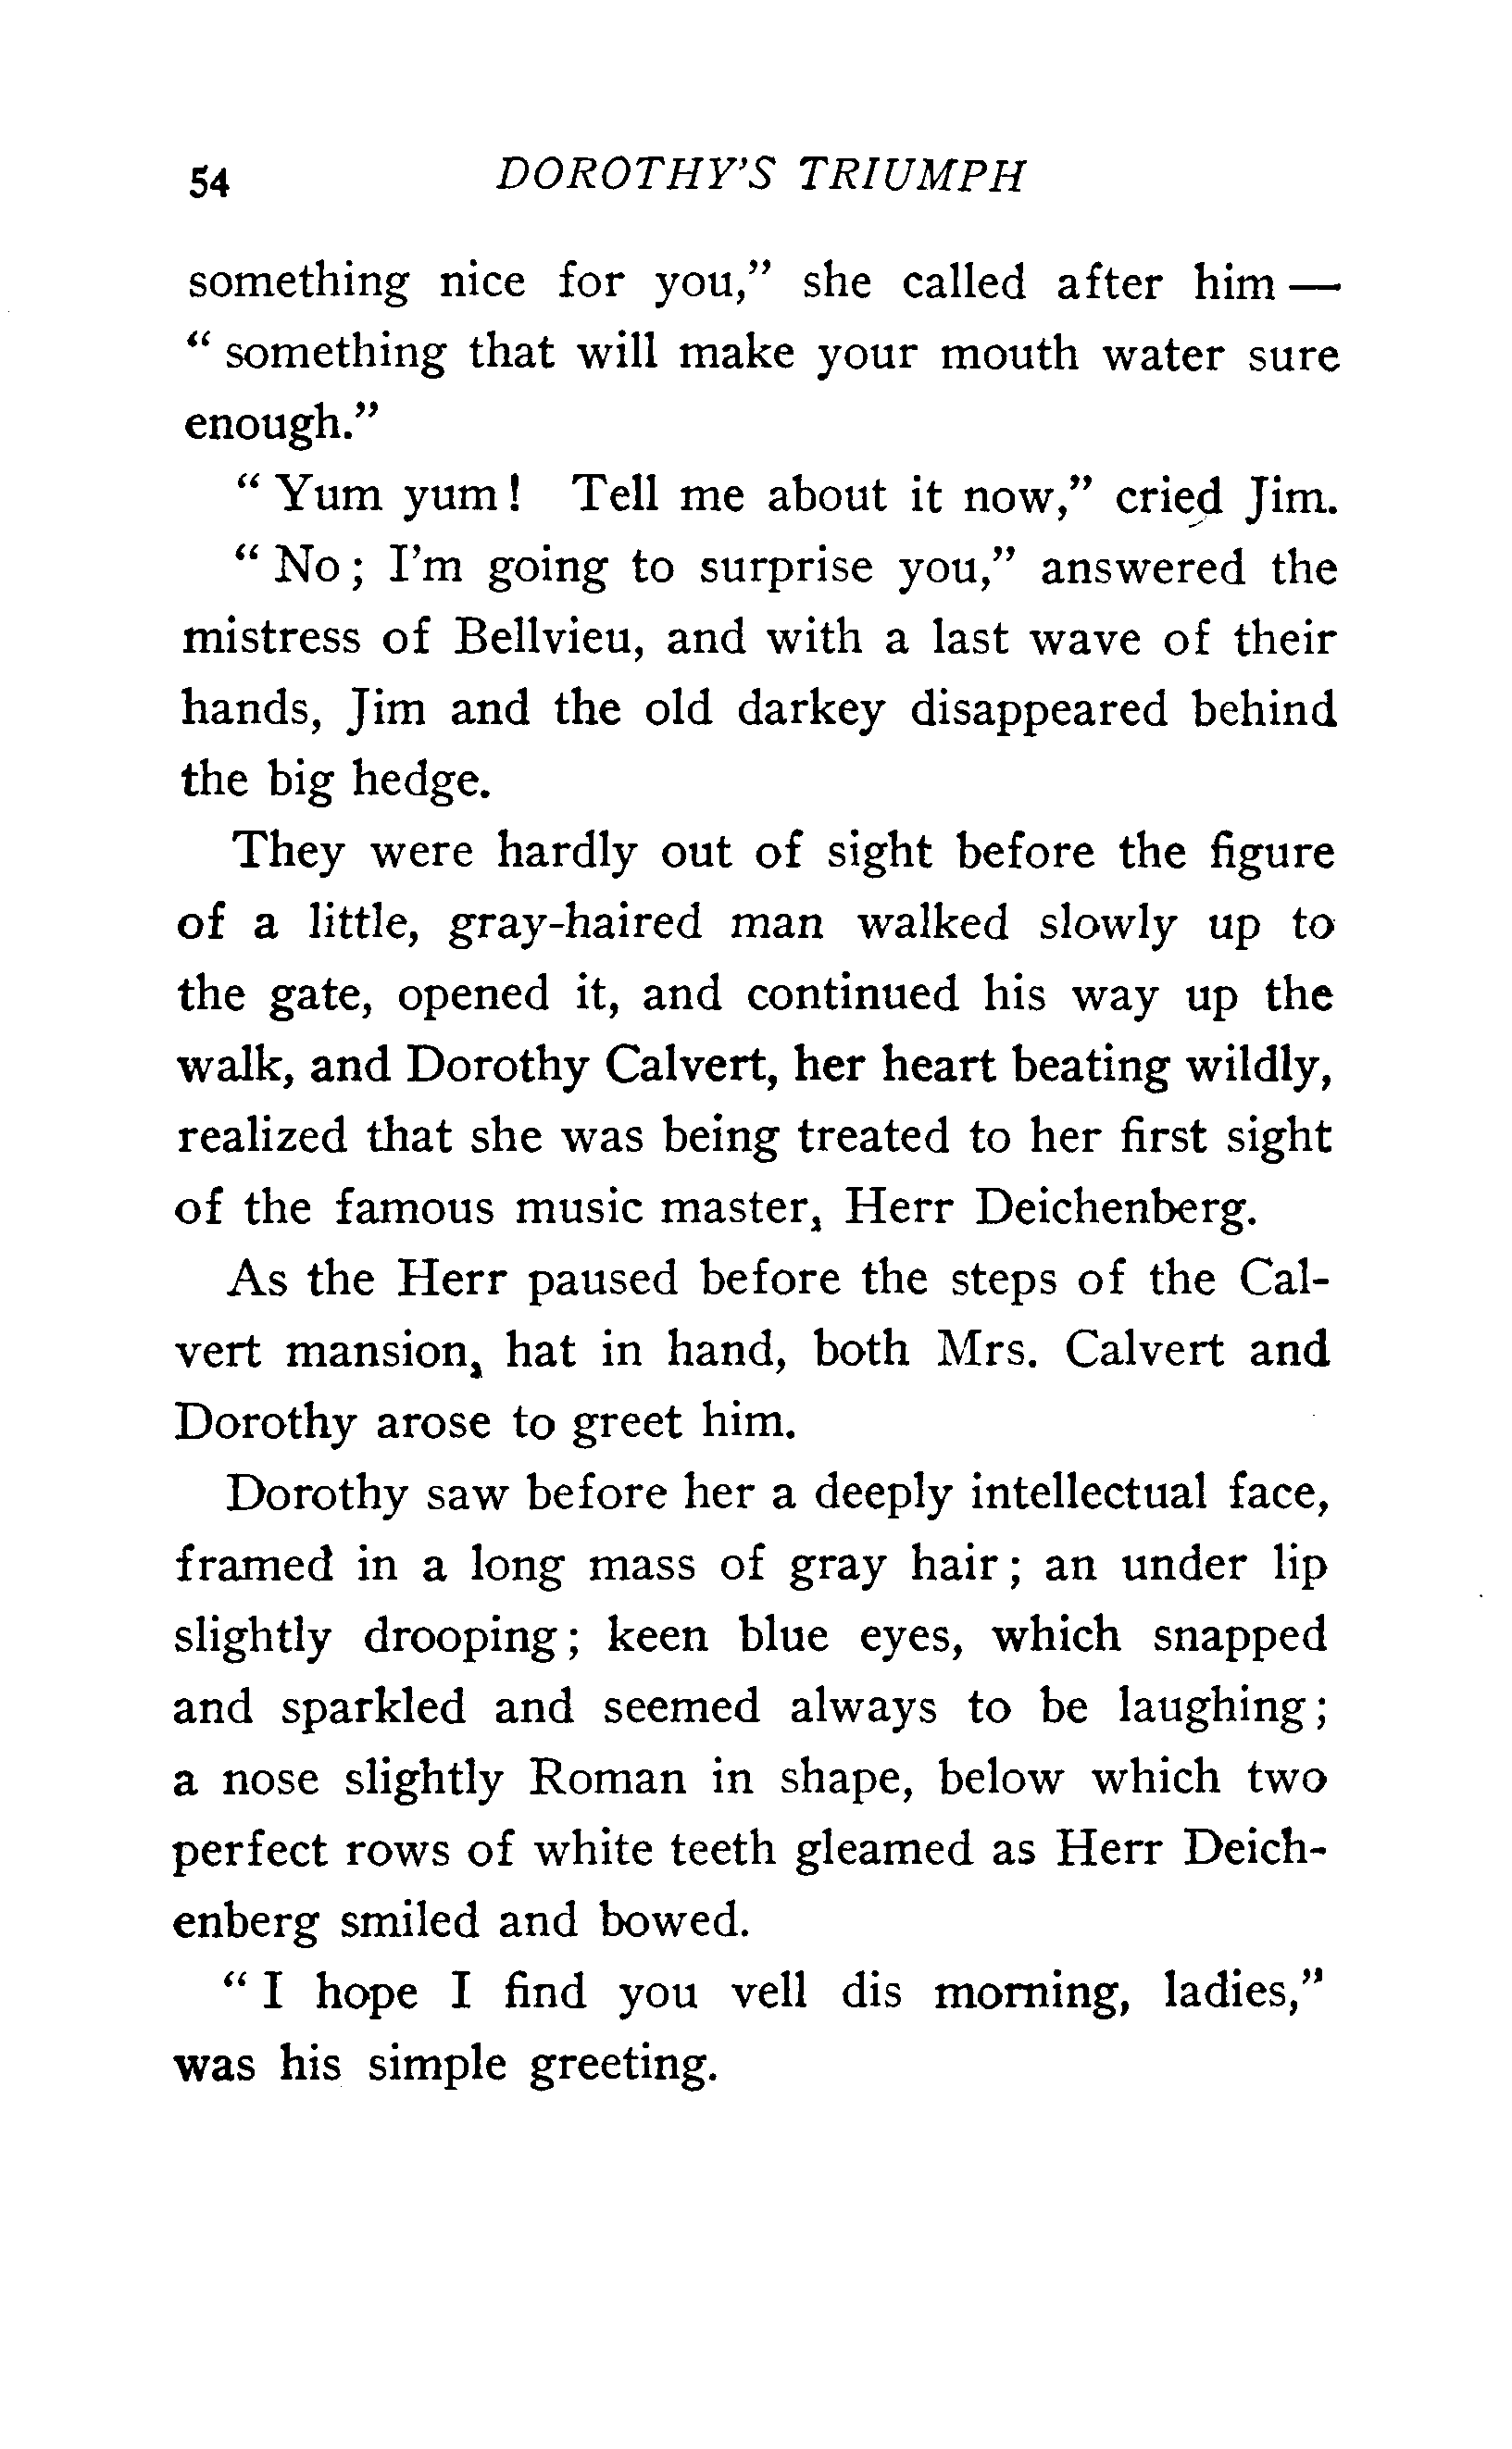 54 DOROTHY'S TRIUMPH
something nice for you," she called after him —
" something that will make your mouth water sure
enough."
" Yum yum ! Tell me about it now," cried Jim.
" No ; I'm going to surprise you," answered the
mistress of Bellvieu, and with a last wave of their
hands, Jim and the old darkey disappeared behind
the big hedge.
They were hardly out of sight before the figure
of a little, gray-haired man walked slowly up to
the gate, opened it, and continued his way up the
walk, and Dorothy Calvert, her heart beating wildly,
realized that she was being treated to her first sight
of the famous music master, Herr Deichenberg.
As the Herr paused before the steps of the Cal-
vert mansion, hat in hand, both Mrs. Calvert and
Dorothy arose to greet him.
Dorothy saw before her a deeply intellectual face,
framed in a long mass of gray hair ; an under lip
slightly drooping ; keen blue eyes, which snapped
and sparkled and seemed always to be laughing ;
a nose slightly Roman in shape, below which two
perfect rows of white teeth gleamed as Herr Deich-
enberg smiled and bowed.
" I hope I find you vell dis morning, ladies,"
was his simple greeting.